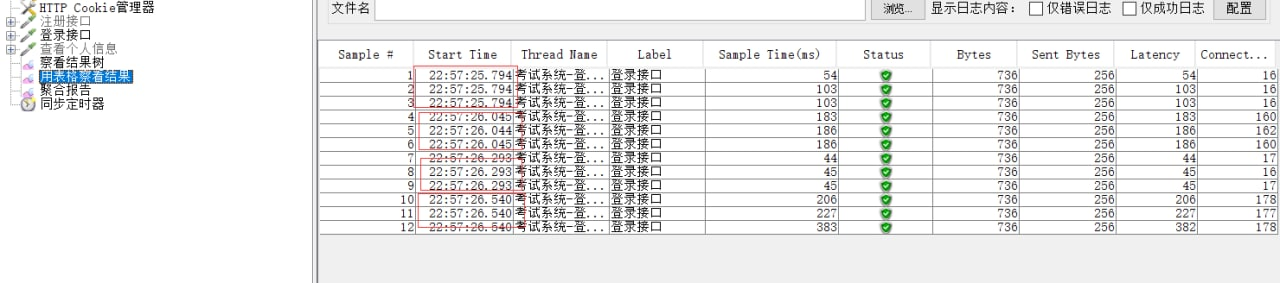 HTTP Cookie管理器
注册接口
登录接口
查看个人信息
察看结果树
用表格察看结果
聚合报告
同步定时器
文件名 浏览... 显示日志内容: 仅错误日志 仅成功日志 配置
Sample # Start Time Thread Name Label Sample Time(ms) Status Bytes Sent Bytes Latency Connect...
1 22:57:25.794 考试系统-登... 登录接口 54 736 256 54 16
2 22:57:25.794 考试系统-登... 登录接口 103 736 256 103 16
3 22:57:25.794 考试系统-登... 登录接口 103 736 256 103 16
4 22:57:26.045 考试系统-登... 登录接口 183 736 256 183 160
5 22:57:26.044 考试系统-登... 登录接口 186 736 256 186 162
6 22:57:26.045 考试系统-登... 登录接口 186 736 256 186 160
7 22:57:26.293 考试系统-登... 登录接口 44 736 256 44 17
8 22:57:26.293 考试系统-登... 登录接口 45 736 256 45 16
9 22:57:26.293 考试系统-登... 登录接口 45 736 256 45 17
10 22:57:26.540 考试系统-登... 登录接口 206 736 256 206 178
11 22:57:26.540 考试系统-登... 登录接口 227 736 256 227 177
12 22:57:26.540 考试系统-登... 登录接口 383 736 256 382 178